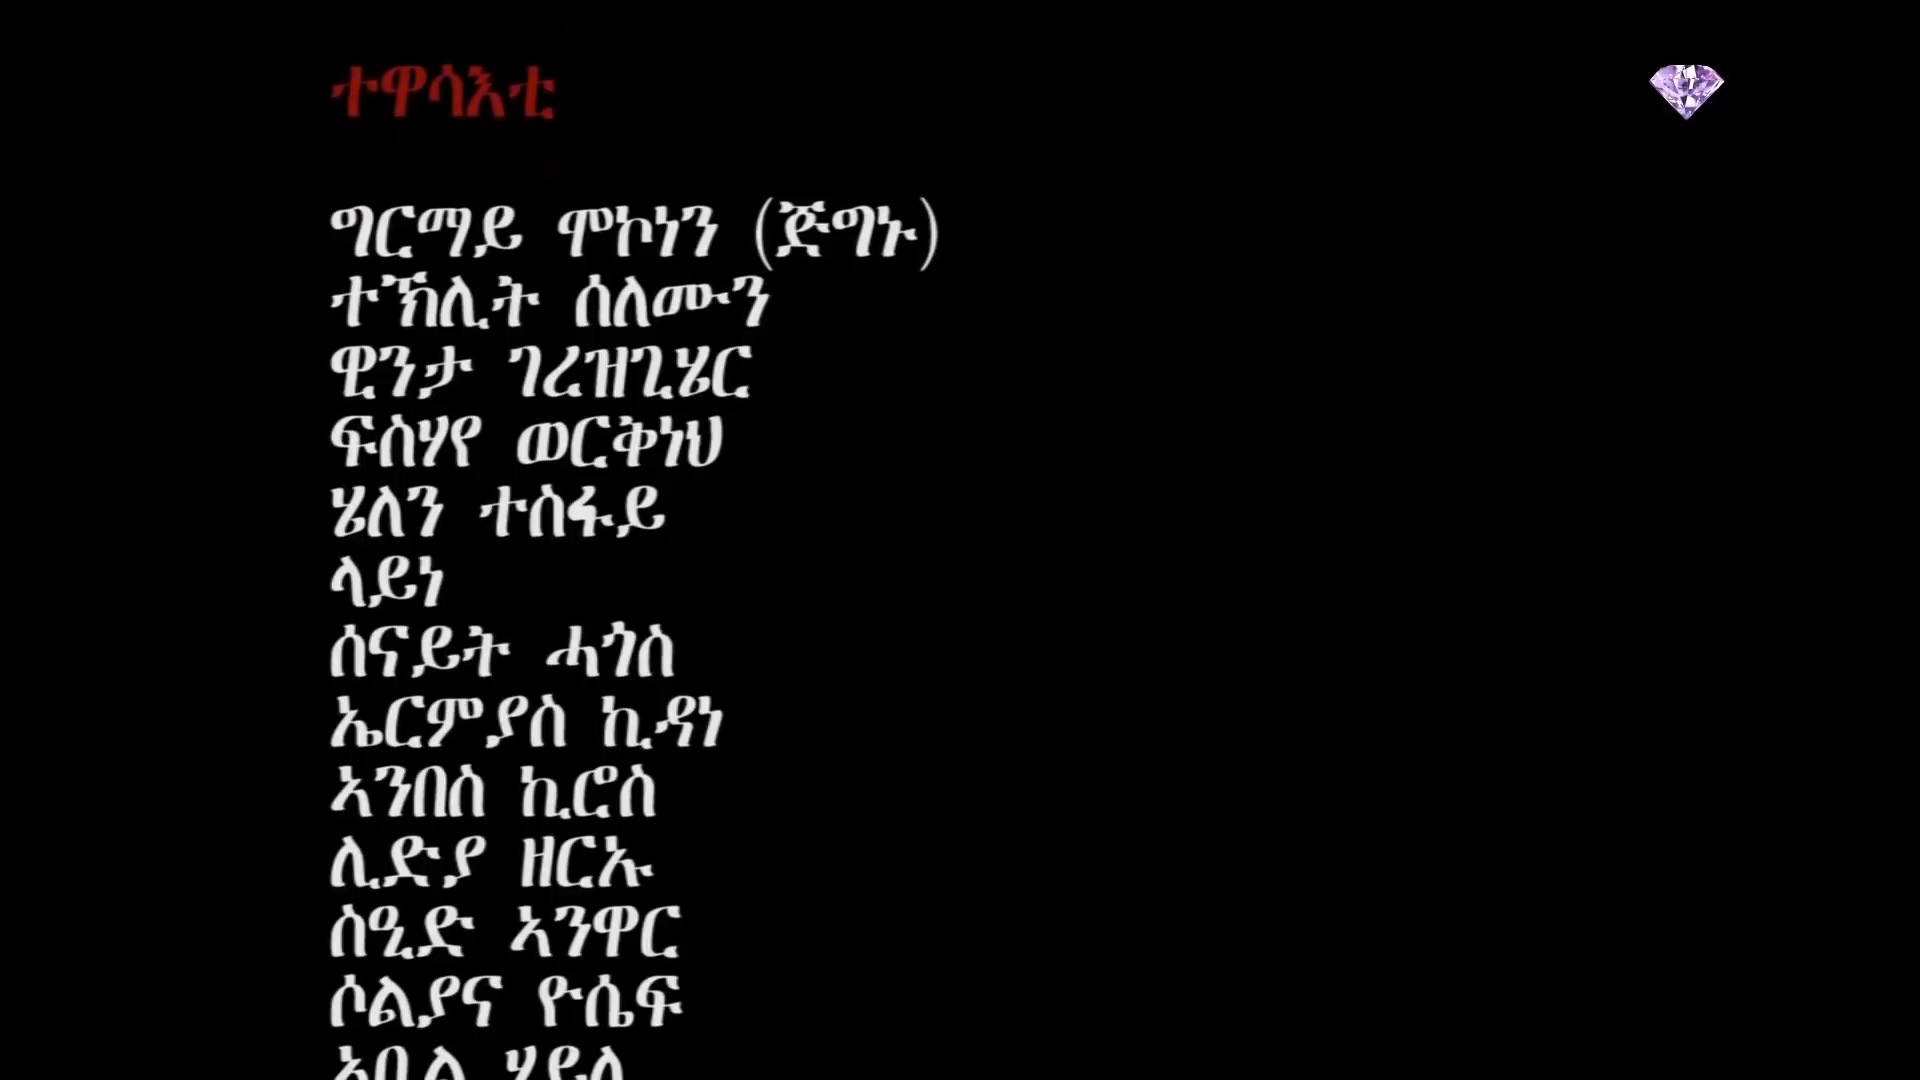 ተዋሳእቲ
ግርማይ ሞኮነን (ጅግኑ)
ተኽሊት ሰለሙን
ዊንታ ገረዝጊሄር
ፍስሃየ ወርቅነህ
ሄለን ተስፋይ
ላይነ
ሰናይት ሓጎስ
ኤርምያስ ኪዳነ
ኣንበስ ኪሮስ
ሊድያ ዘርኡ
ስዒድ ኣንዋር
ሶልያና ዮሴፍ